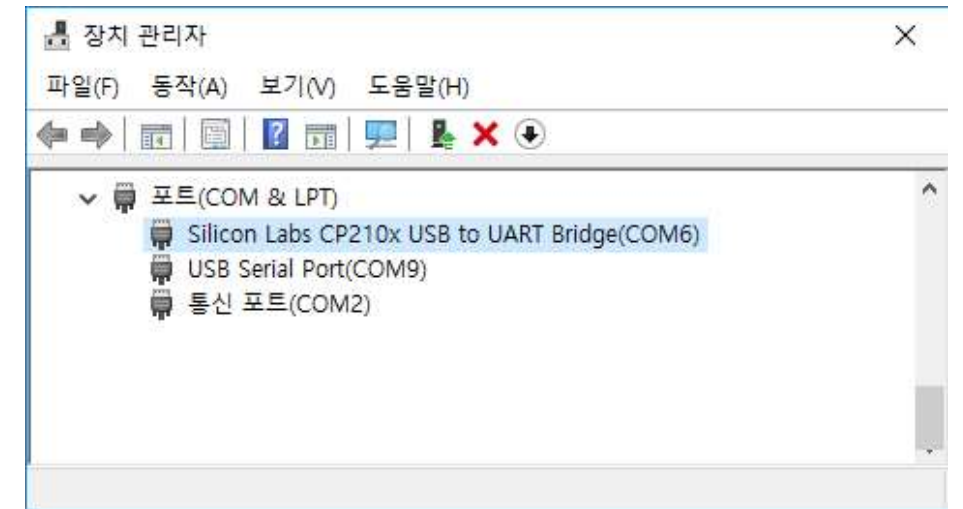 장치 관리자
파일(F) 동작(A) 보기(V) 도움말(H)
포트(COM & LPT)
Silicon Labs CP210x USB to UART Bridge(COM6)
USB Serial Port(COM9)
통신 포트(COM2)